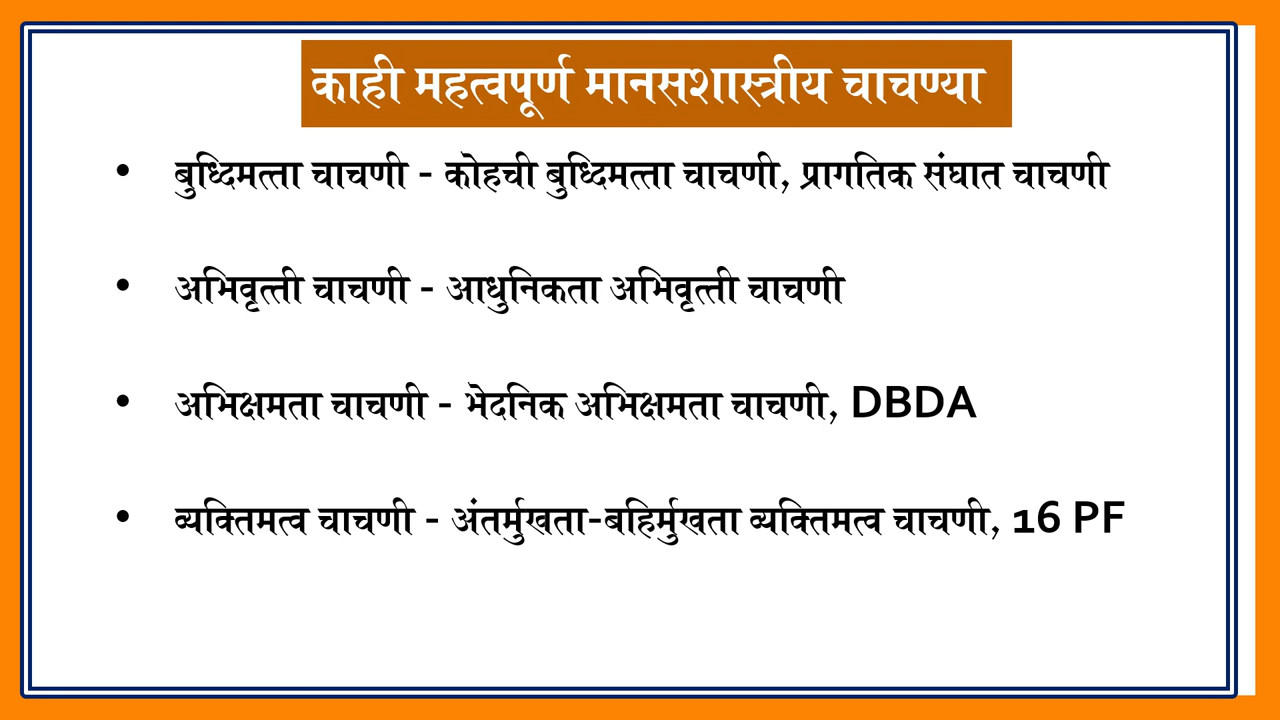 काही महत्वपूर्ण मानसशास्त्रीय चाचण्या
• बुध्दिमत्ता चाचणी - कोहची बुध्दिमत्ता चाचणी, प्रागतिक संघात चाचणी
• अभिवृत्ती चाचणी - आधुनिकता अभिवृत्ती चाचणी
• अभिक्षमता चाचणी - भेदनिक अभिक्षमता चाचणी, DBDA
• व्यक्तिमत्व चाचणी - अंतर्मुखता-बहिर्मुखता व्यक्तिमत्व चाचणी, 16 PF